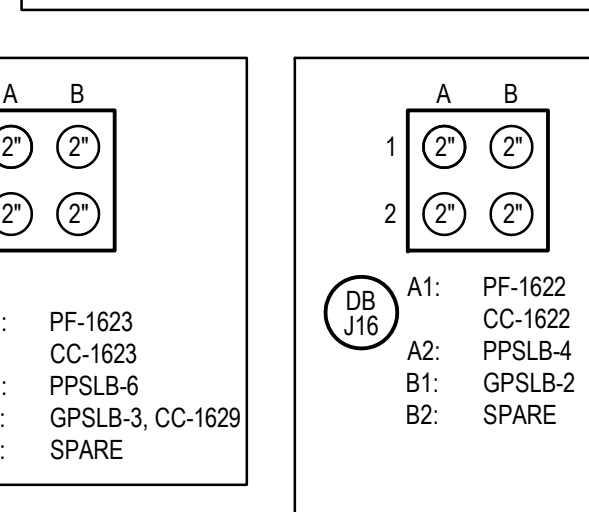 A B
2" 2"
2" 2"
: PF-1623
CC-1623
: PPSLB-6
: GPSLB-3, CC-1629
: SPARE
A B
1 2" 2"
2 2" 2"
DB
J16
A1: PF-1622
CC-1622
A2: PPSLB-4
B1: GPSLB-2
B2: SPARE